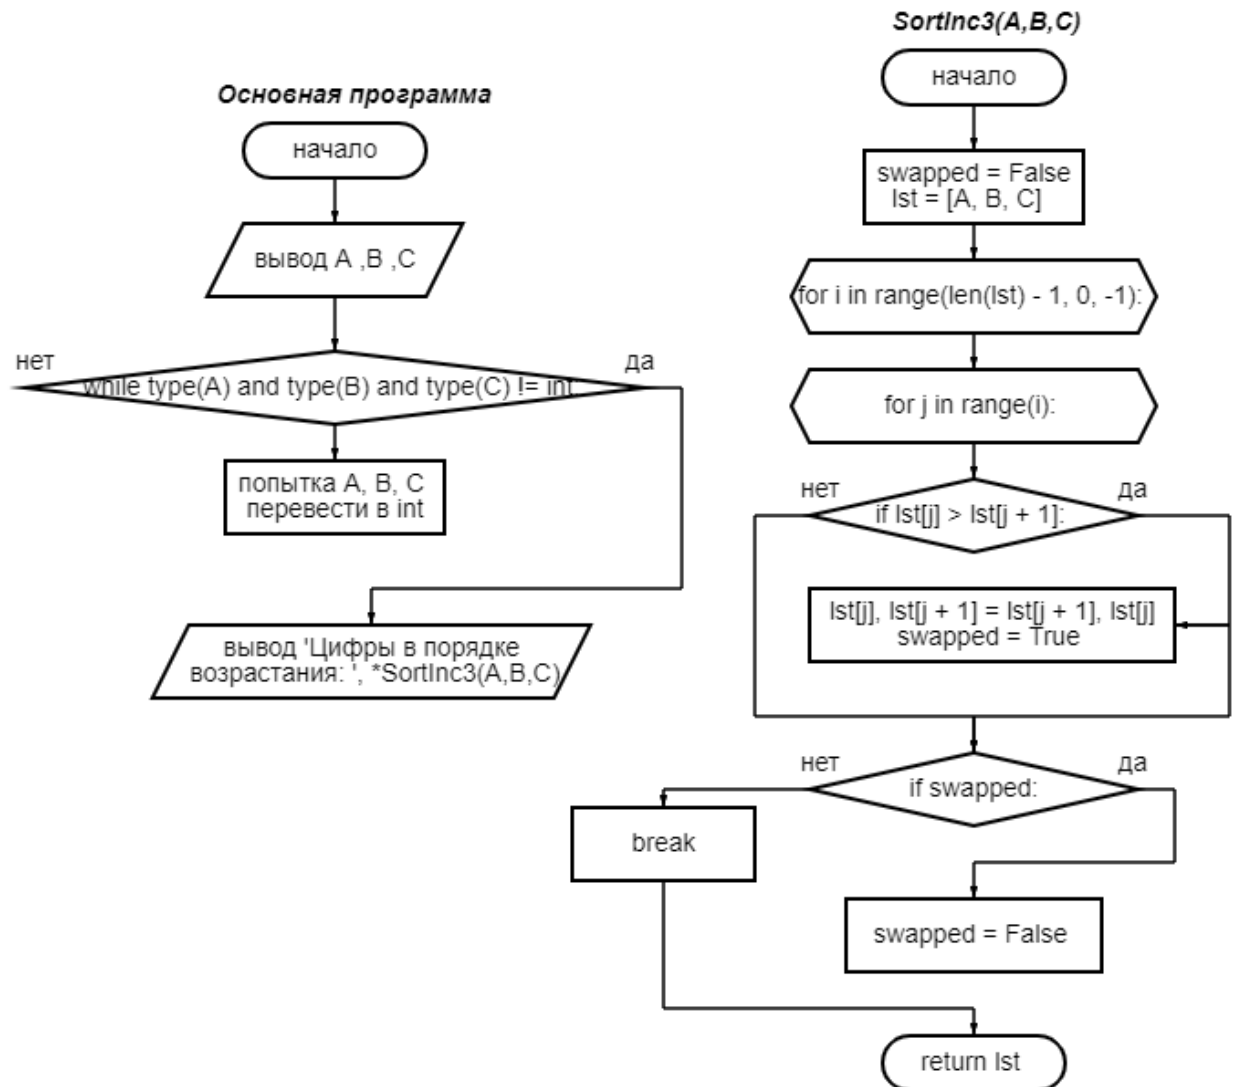 Основная программа
начало
вывод A ,B ,C
нет
да
while type(A) and type(B) and type(C) != int
попытка A, B, C
перевести в int
вывод 'Цифры в порядке
возрастания: ', *SortInc3(A,B,C)
SortInc3(A,B,C)
начало
swapped = False
lst = [A, B, C]
for i in range(len(lst) - 1, 0, -1):
for j in range(i):
нет
да
if lst[j] > lst[j + 1]:
lst[j], lst[j + 1] = lst[j + 1], lst[j]
swapped = True
нет
да
if swapped:
break
swapped = False
return lst